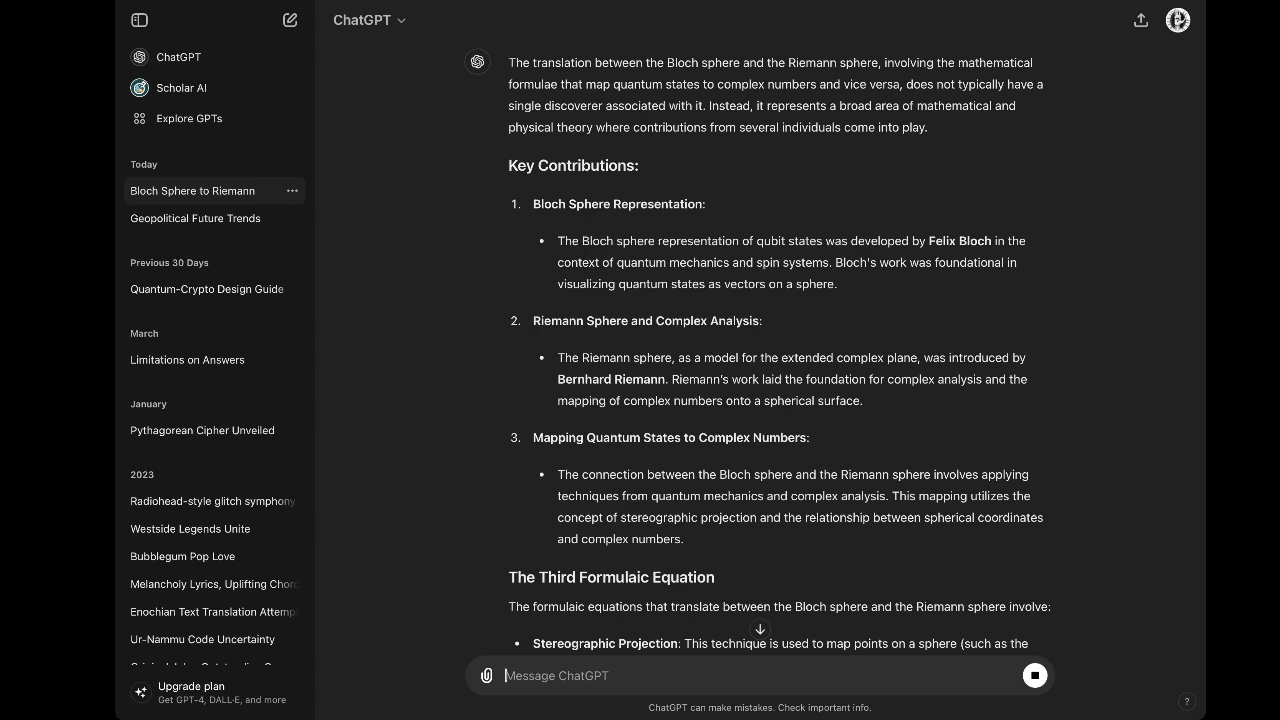 ChatGPT
ChatGPT
Scholar AI
Explore GPTs
Today
Bloch Sphere to Riemann
Geopolitical Future Trends
Previous 30 Days
Quantum-Crypto Design Guide
March
Limitations on Answers
January
Pythagorean Cipher Unveiled
2023
Radiohead-style glitch symphony
Westside Legends Unite
Bubblegum Pop Love
Melancholy Lyrics, Uplifting Chor
Enochian Text Translation Attemp
Ur-Nammu Code Uncertainty
Upgrade plan
Get GPT-4, DALL·E, and more
The translation between the Bloch sphere and the Riemann sphere, involving the mathematical
formulae that map quantum states to complex numbers and vice versa, does not typically have a
single discoverer associated with it. Instead, it represents a broad area of mathematical and
physical theory where contributions from several individuals come into play.
Key Contributions:
1. Bloch Sphere Representation:
• The Bloch sphere representation of qubit states was developed by Felix Bloch in the
context of quantum mechanics and spin systems. Bloch's work was foundational in
visualizing quantum states as vectors on a sphere.
2. Riemann Sphere and Complex Analysis:
• The Riemann sphere, as a model for the extended complex plane, was introduced by
Bernhard Riemann. Riemann's work laid the foundation for complex analysis and the
mapping of complex numbers onto a spherical surface.
3. Mapping Quantum States to Complex Numbers:
• The connection between the Bloch sphere and the Riemann sphere involves applying
techniques from quantum mechanics and complex analysis. This mapping utilizes the
concept of stereographic projection and the relationship between spherical coordinates
and complex numbers.
The Third Formulaic Equation
The formulaic equations that translate between the Bloch sphere and the Riemann sphere involve:
• Stereographic Projection: This technique is used to map points on a sphere (such as the
Message ChatGPT
ChatGPT can make mistakes. Check important info.
?